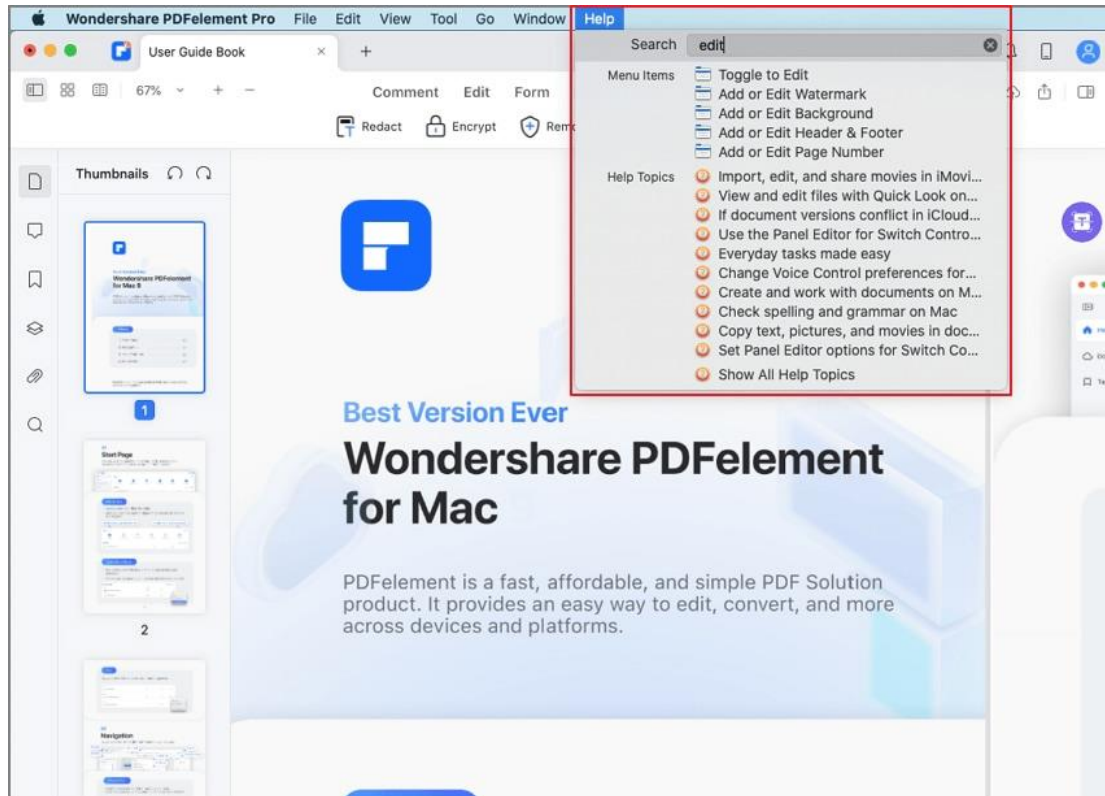 Wondershare PDFelement Pro File Edit View Tool Go Window Help
User Guide Book × +
Search edit
67% + −
Comment Edit Form
Redact Encrypt
Menu Items Toggle to Edit
Add or Edit Watermark
Add or Edit Background
Add or Edit Header & Footer
Add or Edit Page Number
Help Topics Import, edit, and share movies in iMovi...
View and edit files with Quick Look on...
If document versions conflict in iCloud...
Use the Panel Editor for Switch Contro...
Everyday tasks made easy
Change Voice Control preferences for...
Create and work with documents on M...
Check spelling and grammar on Mac
Copy text, pictures, and movies in doc...
Set Panel Editor options for Switch Co...
Show All Help Topics
Thumbnails
Wondershare PDFelement
for Mac
1
Start Page
2
Navigation
Best Version Ever
Wondershare PDFelement
for Mac
PDFelement is a fast, affordable, and simple PDF Solution
product. It provides an easy way to edit, convert, and more
across devices and platforms.